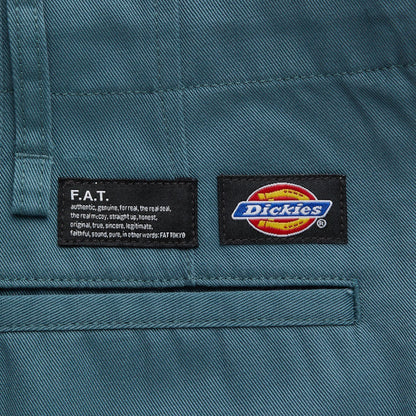 F.A.T.
authentic, genuine, for real, the real deal,
the real mccoy, straight up, honest,
original, true, sincere, legitimate,
faithful, sound, pure, in other words: FAT TOKYO
Dickies
®